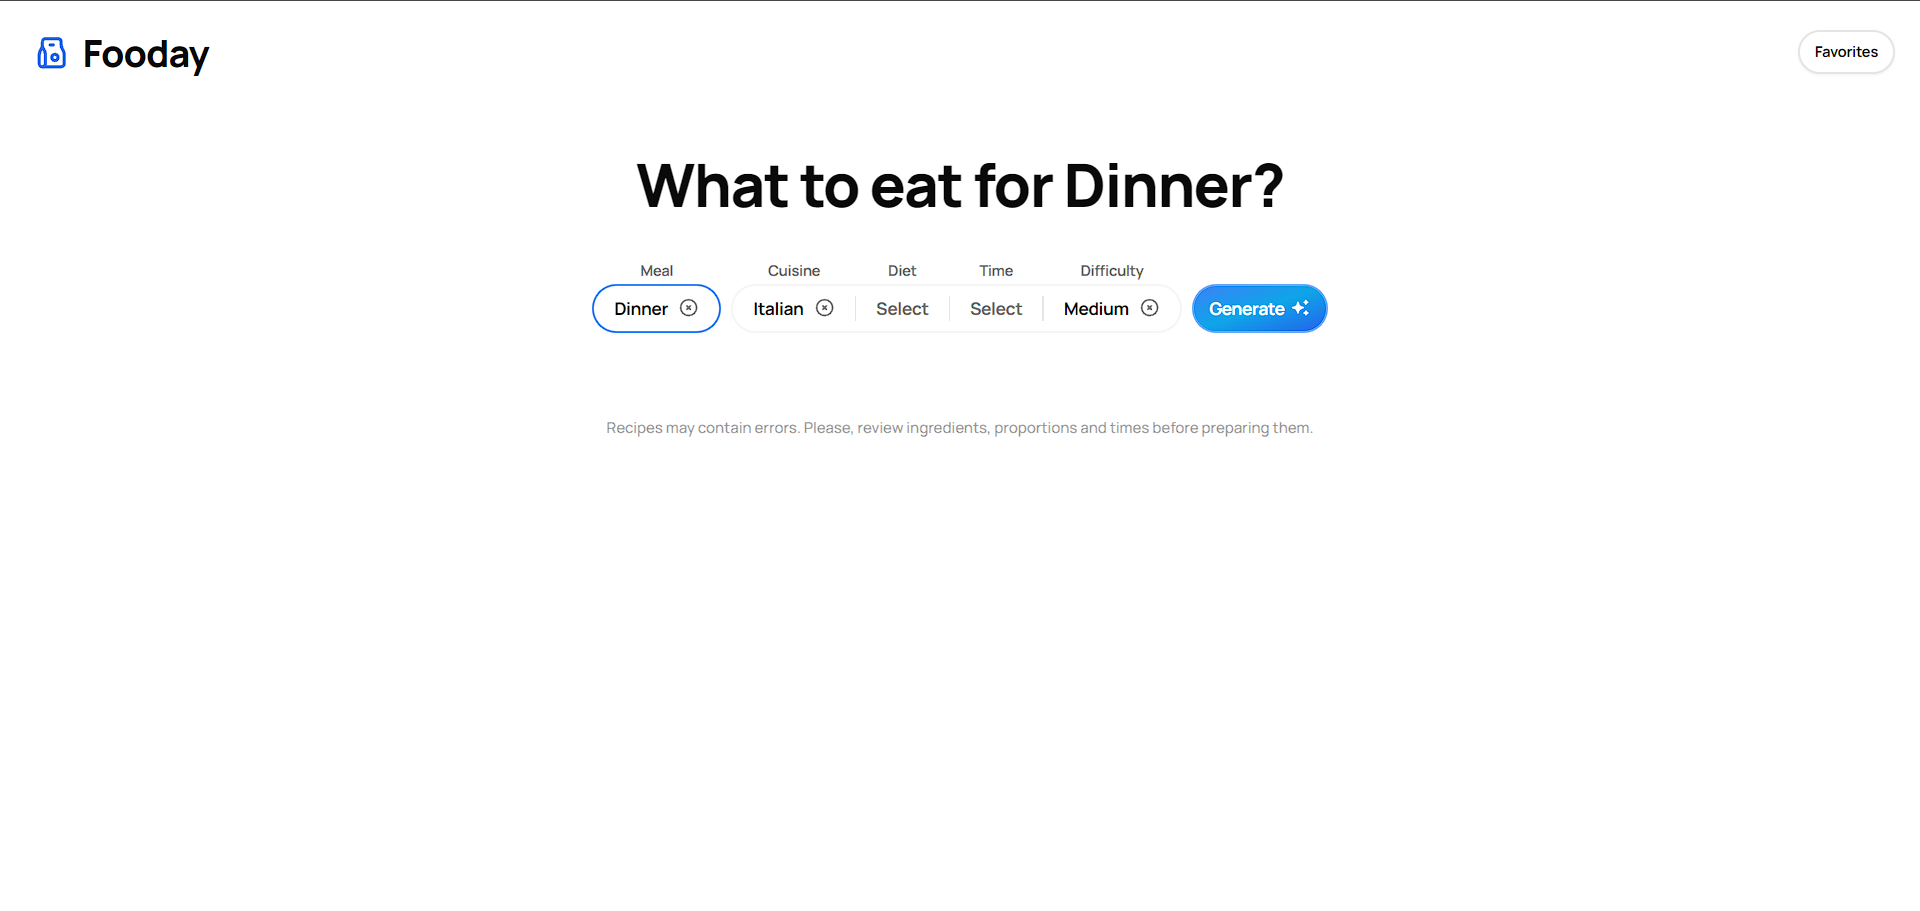 Fooday
Favorites
What to eat for Dinner?
Meal Cuisine Diet Time Difficulty
Dinner Italian Select Select Medium Generate
Recipes may contain errors. Please, review ingredients, proportions and times before preparing them.